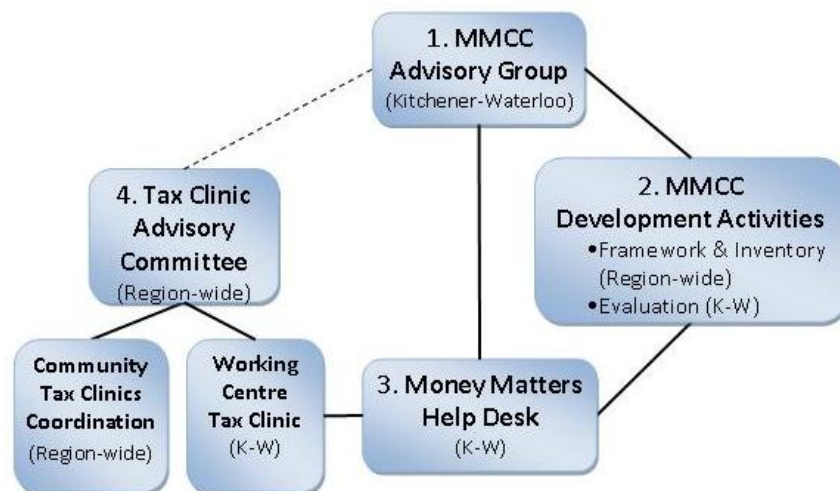 1. MMCC
Advisory Group
(Kitchener-Waterloo)
2. MMCC
Development Activities
•Framework & Inventory
(Region-wide)
•Evaluation (K-W)
4. Tax Clinic
Advisory
Committee
(Region-wide)
Community
Tax Clinics
Coordination
(Region-wide)
Working
Centre
Tax Clinic
(K-W)
3. Money Matters
Help Desk
(K-W)